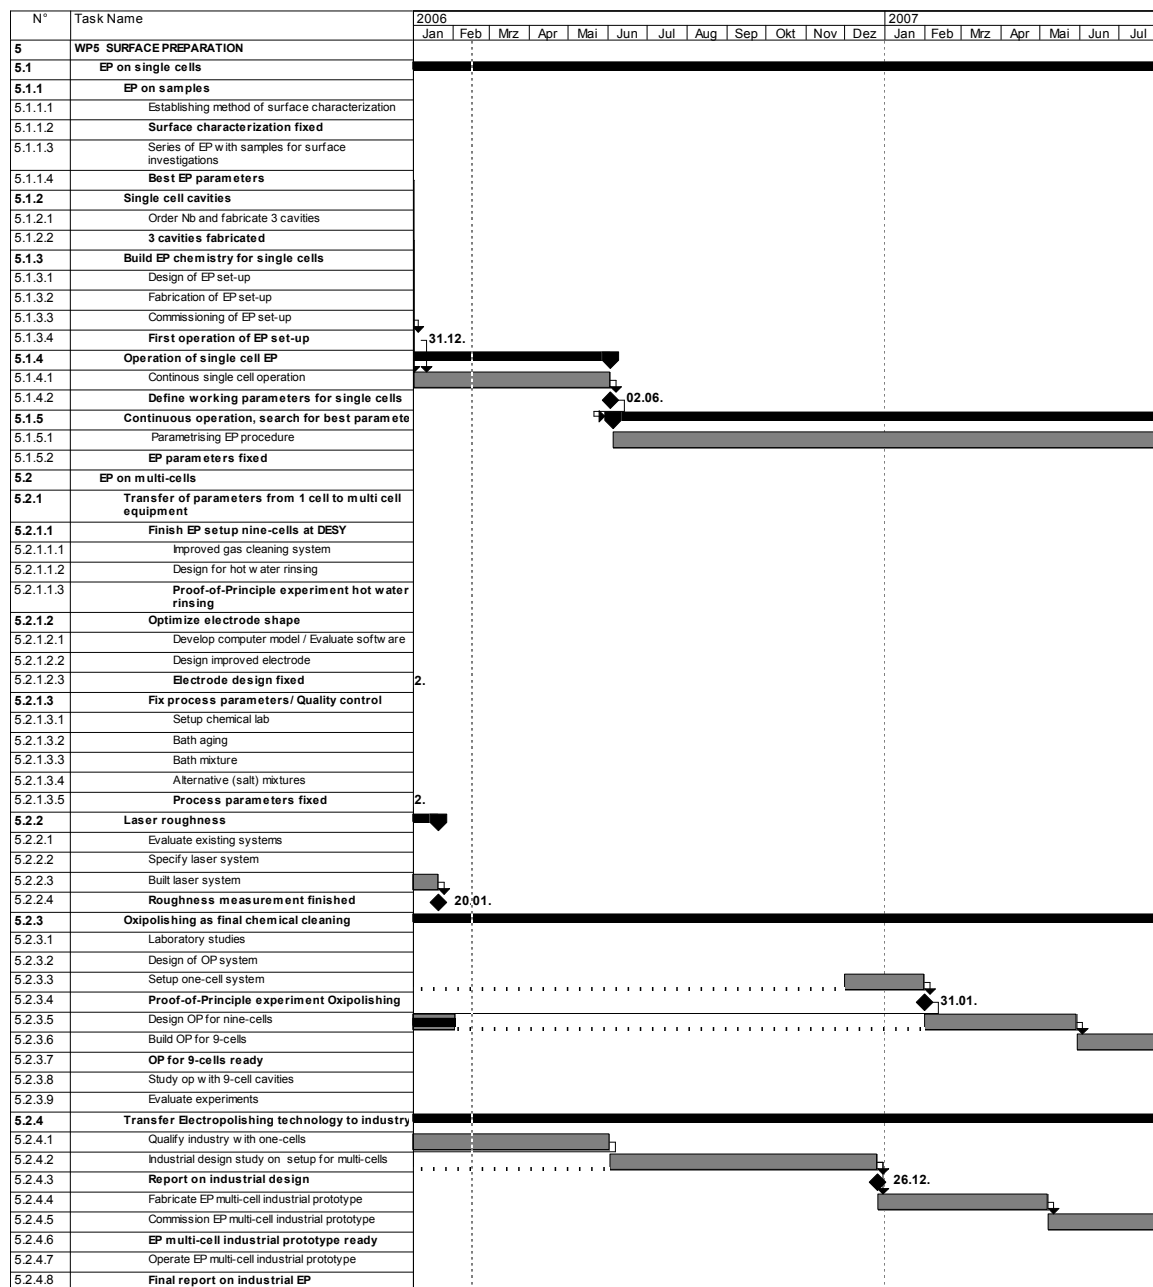 N° Task Name 2006 2007
Jan Feb Mrz Apr Mai Jun Jul Aug Sep Okt Nov Dez Jan Feb Mrz Apr Mai Jun Jul
5 WP5 SURFACE PREPARATION
5.1 EP on single cells
5.1.1 EP on samples
5.1.1.1 Establishing method of surface characterization
5.1.1.2 Surface characterization fixed
5.1.1.3 Series of EP with samples for surface
investigations
5.1.1.4 Best EP parameters
5.1.2 Single cell cavities
5.1.2.1 Order Nb and fabricate 3 cavities
5.1.2.2 3 cavities fabricated
5.1.3 Build EP chemistry for single cells
5.1.3.1 Design of EP set-up
5.1.3.2 Fabrication of EP set-up
5.1.3.3 Commissioning of EP set-up
5.1.3.4 First operation of EP set-up 31.12.
5.1.4 Operation of single cell EP
5.1.4.1 Continous single cell operation
5.1.4.2 Define working parameters for single cells 02.06.
5.1.5 Continuous operation, search for best paramete
5.1.5.1 Parametrising EP procedure
5.1.5.2 EP parameters fixed
5.2 EP on multi-cells
5.2.1 Transfer of parameters from 1 cell to multi cell
equipment
5.2.1.1 Finish EP setup nine-cells at DESY
5.2.1.1.1 Improved gas cleaning system
5.2.1.1.2 Design for hot water rinsing
5.2.1.1.3 Proof-of-Principle experiment hot water
rinsing
5.2.1.2 Optimize electrode shape
5.2.1.2.1 Develop computer model / Evaluate software
5.2.1.2.2 Design improved electrode
5.2.1.2.3 Electrode design fixed 2.
5.2.1.3 Fix process parameters/ Quality control
5.2.1.3.1 Setup chemical lab
5.2.1.3.2 Bath aging
5.2.1.3.3 Bath mixture
5.2.1.3.4 Alternative (salt) mixtures
5.2.1.3.5 Process parameters fixed 2.
5.2.2 Laser roughness
5.2.2.1 Evaluate existing systems
5.2.2.2 Specify laser system
5.2.2.3 Built laser system
5.2.2.4 Roughness measurement finished 20.01.
5.2.3 Oxipolishing as final chemical cleaning
5.2.3.1 Laboratory studies
5.2.3.2 Design of OP system
5.2.3.3 Setup one-cell system
5.2.3.4 Proof-of-Principle experiment Oxipolishing 31.01.
5.2.3.5 Design OP for nine-cells
5.2.3.6 Build OP for 9-cells
5.2.3.7 OP for 9-cells ready
5.2.3.8 Study op with 9-cell cavities
5.2.3.9 Evaluate experiments
5.2.4 Transfer Electropolishing technology to industry
5.2.4.1 Qualify industry with one-cells
5.2.4.2 Industrial design study on setup for multi-cells
5.2.4.3 Report on industrial design 26.12.
5.2.4.4 Fabricate EP multi-cell industrial prototype
5.2.4.5 Commission EP multi-cell industrial prototype
5.2.4.6 EP multi-cell industrial prototype ready
5.2.4.7 Operate EP multi-cell industrial prototype
5.2.4.8 Final report on industrial EP